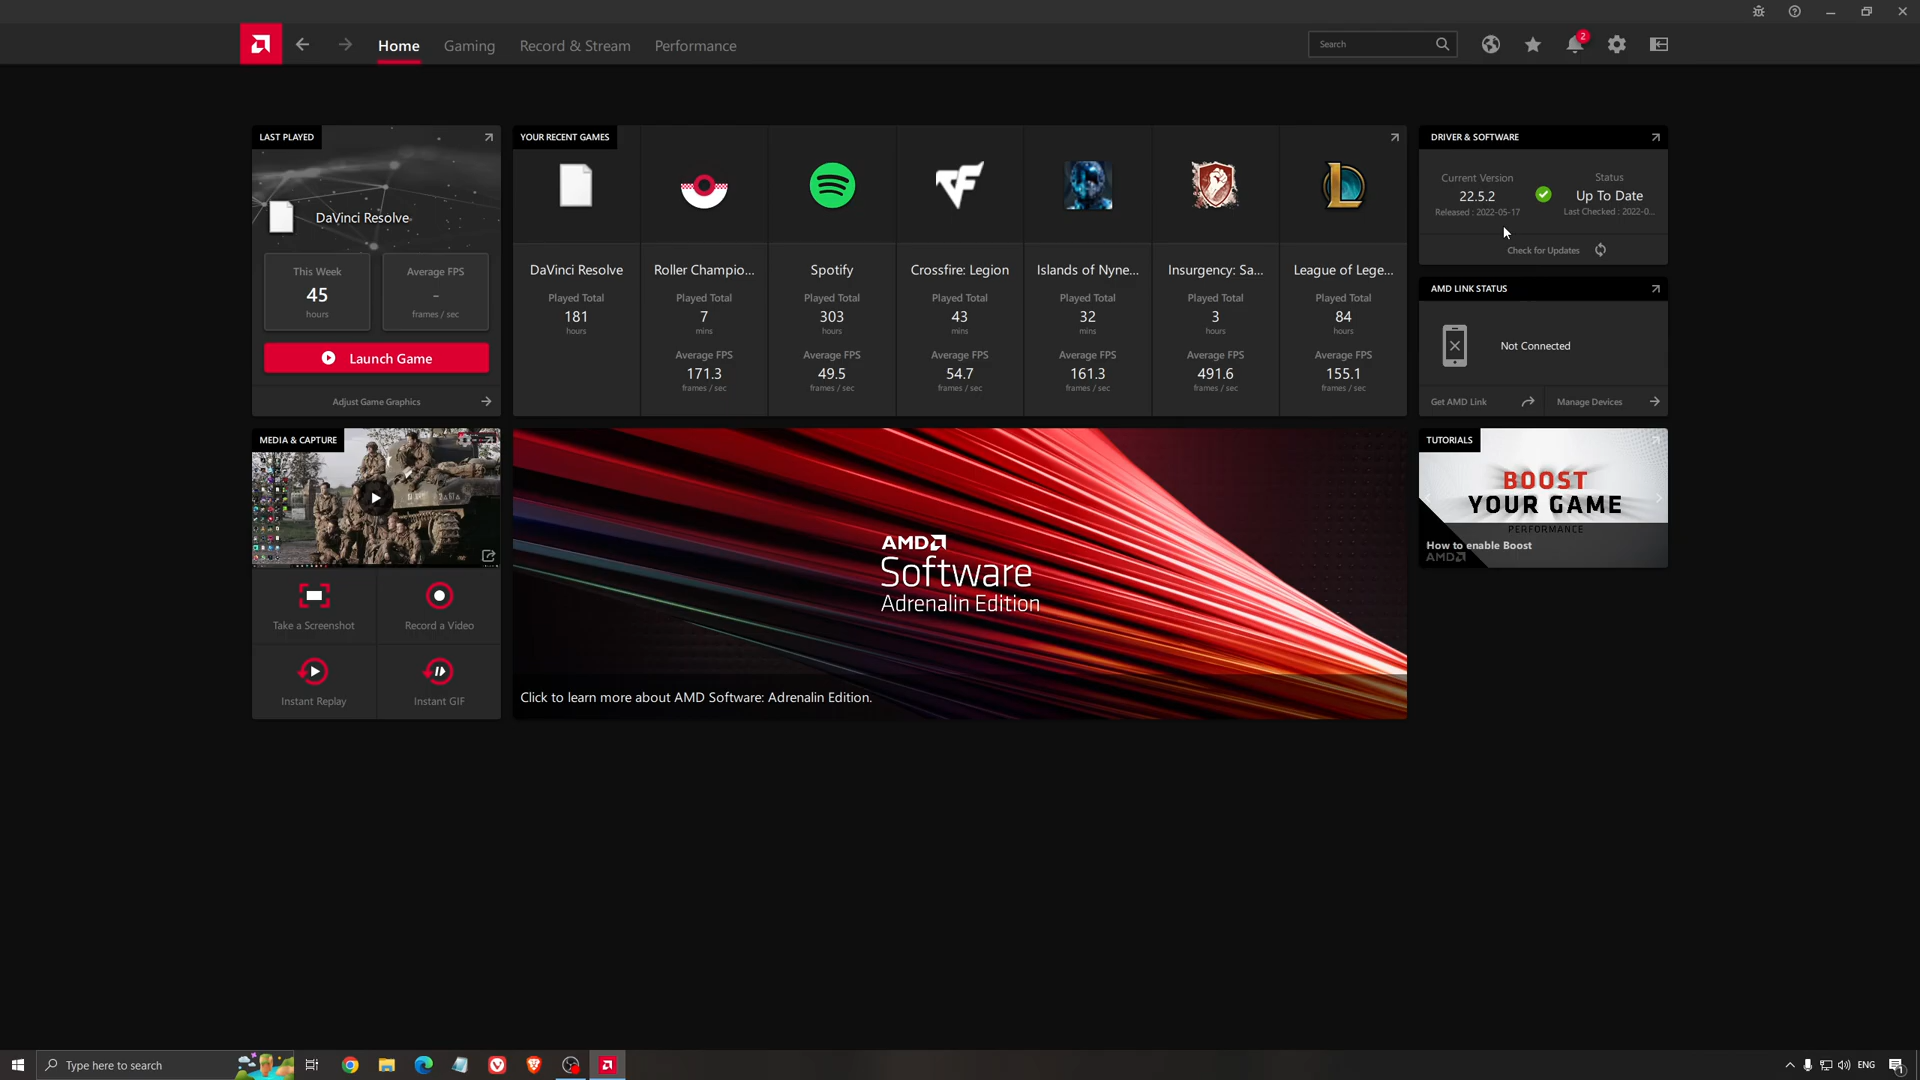 Home
Gaming
Record & Stream
Performance
Search
2
LAST PLAYED
DaVinci Resolve
This Week
45
hours
Average FPS
–
frames / sec
Launch Game
Adjust Game Graphics
YOUR RECENT GAMES
DaVinci Resolve
Played Total
181
hours
Roller Champio...
Played Total
7
mins
Average FPS
171.3
frames / sec
Spotify
Played Total
303
hours
Average FPS
49.5
frames / sec
Crossfire: Legion
Played Total
43
mins
Average FPS
54.7
frames / sec
Islands of Nyne...
Played Total
32
mins
Average FPS
161.3
frames / sec
Insurgency: Sa...
Played Total
3
hours
Average FPS
491.6
frames / sec
League of Lege...
Played Total
84
hours
Average FPS
155.1
frames / sec
DRIVER & SOFTWARE
Current Version
22.5.2
Released : 2022-05-17
Status
Up To Date
Last Checked : 2022-0...
Check for Updates
AMD LINK STATUS
Not Connected
Get AMD Link
Manage Devices
MEDIA & CAPTURE
Take a Screenshot
Record a Video
Instant Replay
Instant GIF
AMD
Software
Adrenalin Edition
Click to learn more about AMD Software: Adrenalin Edition.
TUTORIALS
BOOST
YOUR GAME
PERFORMANCE
How to enable Boost
AMD
Type here to search
ENG
1